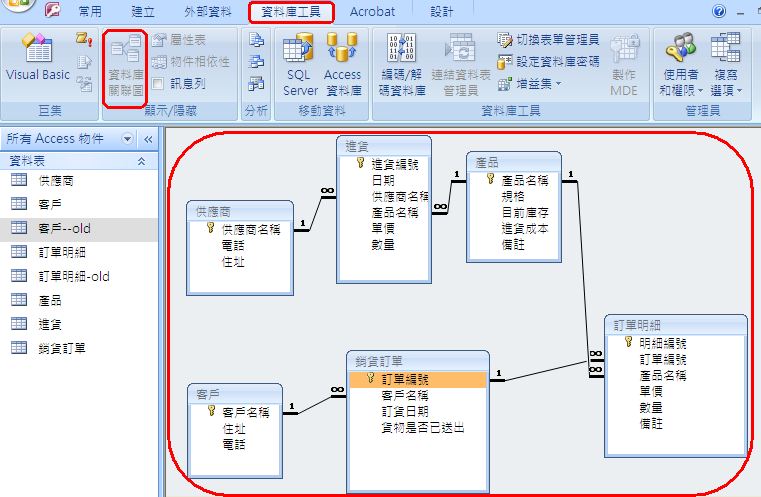 常用 建立 外部資料 資料庫工具 Acrobat 設計
Visual Basic
資料庫
關聯圖
屬性表
物件相依性
訊息列
SQL
Server
Access
資料庫
編碼/解
碼資料庫
連結資料表
管理員
切換表單管理員
設定資料庫密碼
增益集
製作
MDE
使用者
和權限
複寫
選項
巨集 顯示/隱藏 分析 移動資料 資料庫工具 管理員
所有 Access 物件
資料表
供應商
客戶
客戶--old
訂單明細
訂單明細-old
產品
進貨
銷貨訂單
供應商
供應商名稱
電話
住址
進貨
進貨編號
日期
供應商名稱
產品名稱
單價
數量
產品
產品名稱
規格
目前庫存
進貨成本
備註
客戶
客戶名稱
住址
電話
銷貨訂單
訂單編號
客戶名稱
訂貨日期
貨物是否已送出
訂單明細
明細編號
訂單編號
產品名稱
單價
數量
備註
1 ∞
∞ 1
1 ∞
1 ∞
1 ∞